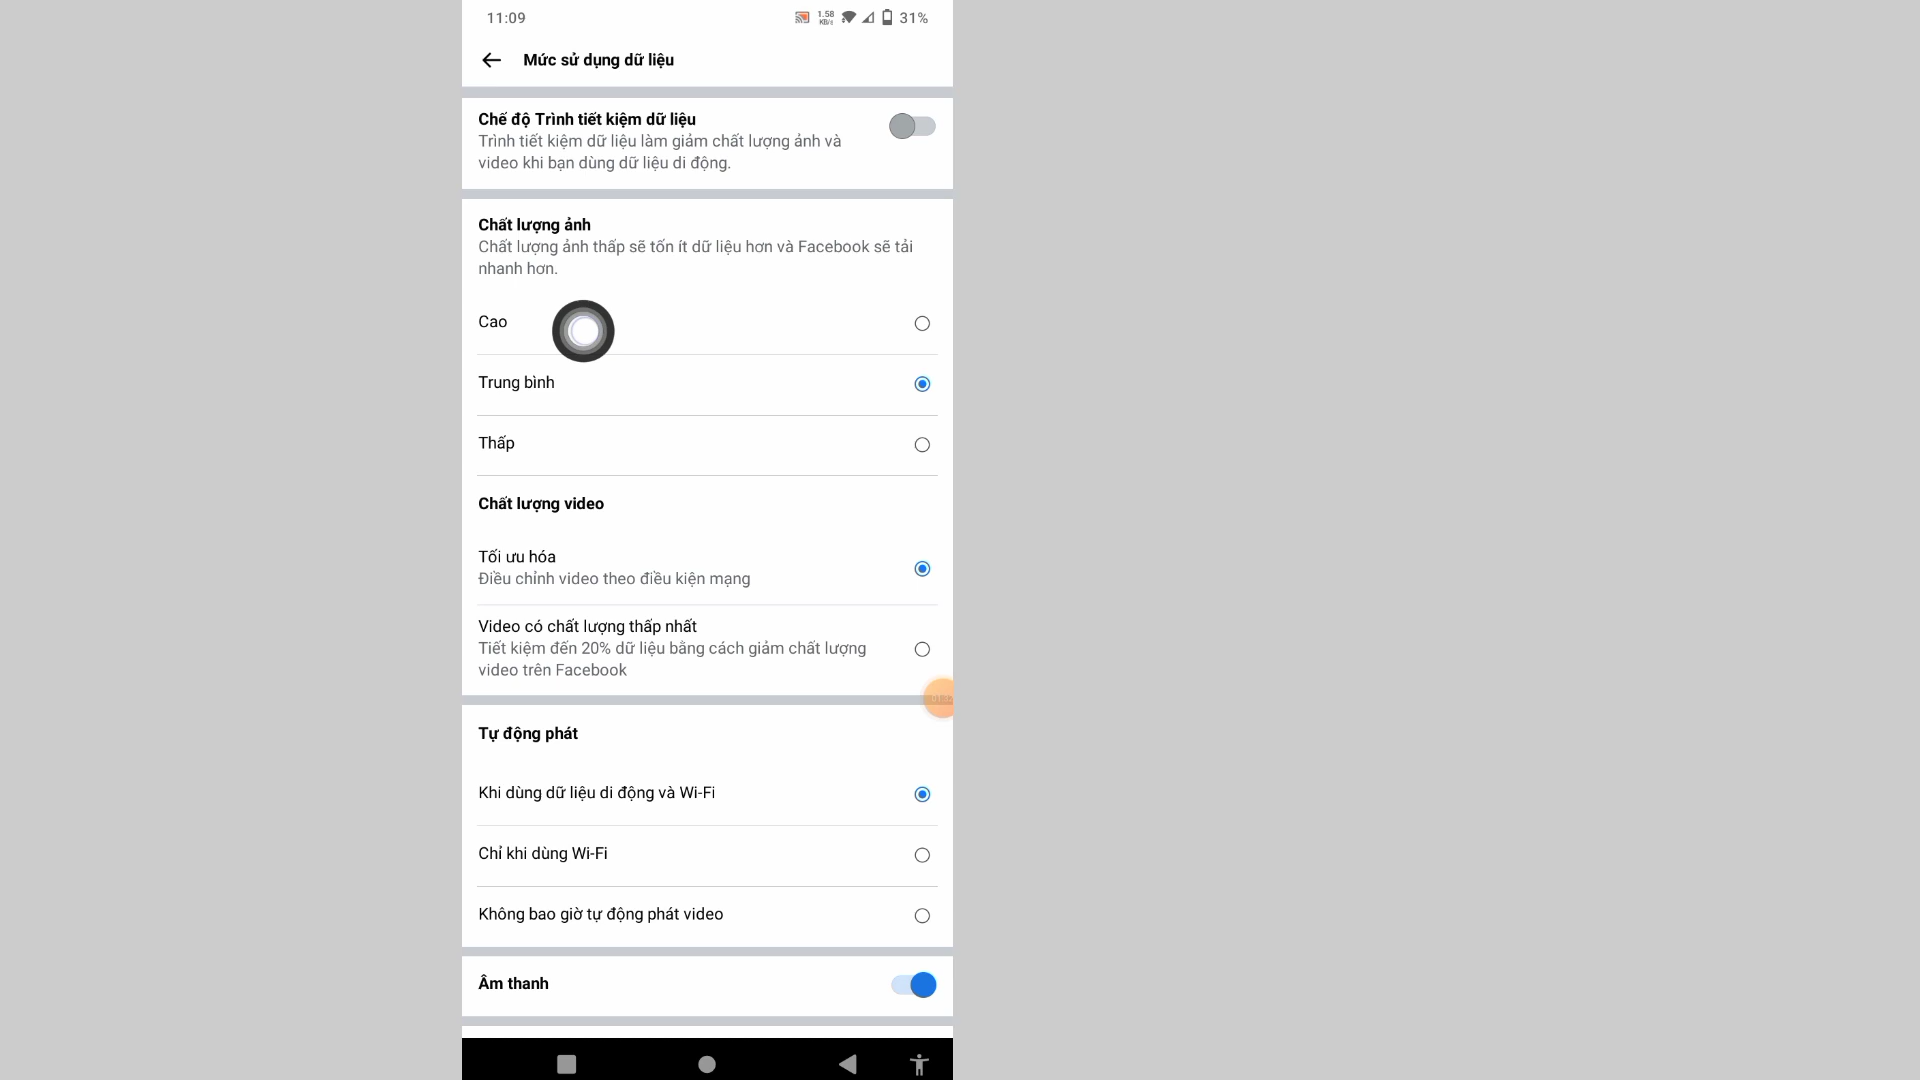 11:09
1.58
KB/s
31%
Mức sử dụng dữ liệu
Chế độ Trình tiết kiệm dữ liệu
Trình tiết kiệm dữ liệu làm giảm chất lượng ảnh và
video khi bạn dùng dữ liệu di động.
Chất lượng ảnh
Chất lượng ảnh thấp sẽ tốn ít dữ liệu hơn và Facebook sẽ tải
nhanh hơn.
Cao
Trung bình
Thấp
Chất lượng video
Tối ưu hóa
Điều chỉnh video theo điều kiện mạng
Video có chất lượng thấp nhất
Tiết kiệm đến 20% dữ liệu bằng cách giảm chất lượng
video trên Facebook
Tự động phát
Khi dùng dữ liệu di động và Wi-Fi
Chỉ khi dùng Wi-Fi
Không bao giờ tự động phát video
Âm thanh